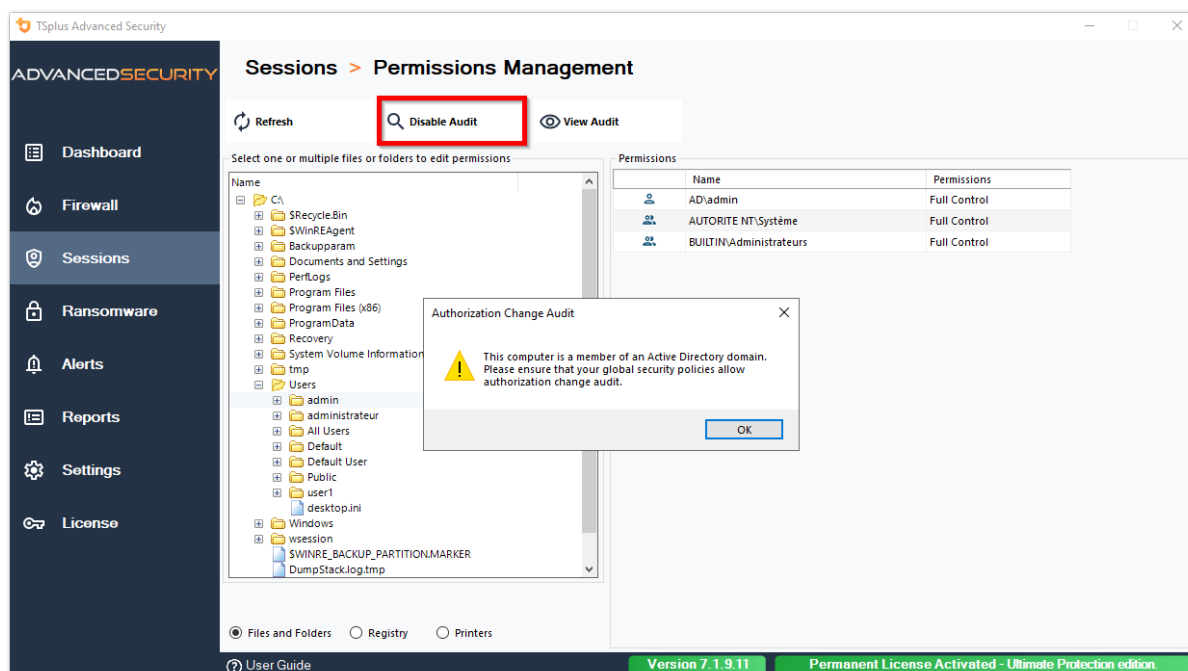 TSplus Advanced Security
ADVANCEDSECURITY
Dashboard
Firewall
Sessions
Ransomware
Alerts
Reports
Settings
License
Sessions > Permissions Management
Refresh
Disable Audit
View Audit
Select one or multiple files or folders to edit permissions
Name
C:\
$Recycle.Bin
$WinREAgent
Backupparam
Documents and Settings
PerfLogs
Program Files
Program Files (x86)
ProgramData
Recovery
System Volume Information
tmp
Users
admin
administrateur
All Users
Default
Default User
Public
user1
desktop.ini
Windows
wsession
$WINRE_BACKUP_PARTITION.MARKER
DumpStack.log.tmp
Files and Folders
Registry
Printers
Permissions
Name Permissions
AD\admin Full Control
AUTORITE NT\Système Full Control
BUILTIN\Administrateurs Full Control
Authorization Change Audit
This computer is a member of an Active Directory domain.
Please ensure that your global security policies allow
authorization change audit.
OK
User Guide
Version 7.1.9.11
Permanent License Activated - Ultimate Protection edition.